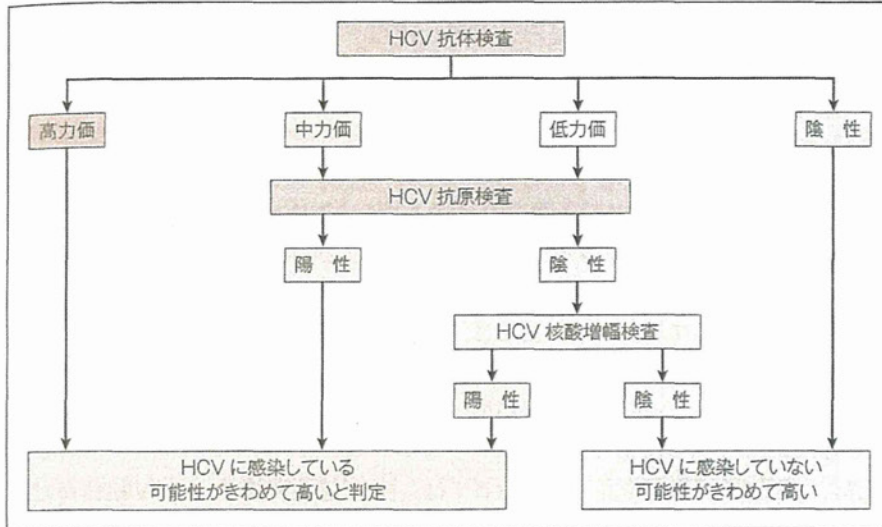 HCV 抗体検査
高力価
中力価
低力価
陰 性
HCV 抗原検査
陽 性
陰 性
HCV 核酸増幅検査
陽 性
陰 性
HCV に感染している
可能性がきわめて高いと判定
HCV に感染していない
可能性がきわめて高い